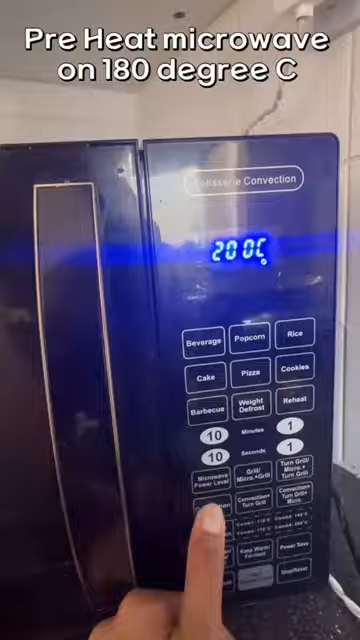 Pre Heat microwave
on 180 degree C
Convection
200C
Beverage
Popcorn
Rice
Cake
Pizza
Cookies
Barbecue
Weight
Defrost
Reheat
10
Minutes
1
10
Seconds
1
Microwave
Power Level
Grill/
Micro.+Grill
Turn Grill/
Micro.+
Turn Grill
Convection+
Turn Grill
Convection+
Turn Grill+
Micro.
Keep Warm/
Ferment
Power Save
Stop/Reset